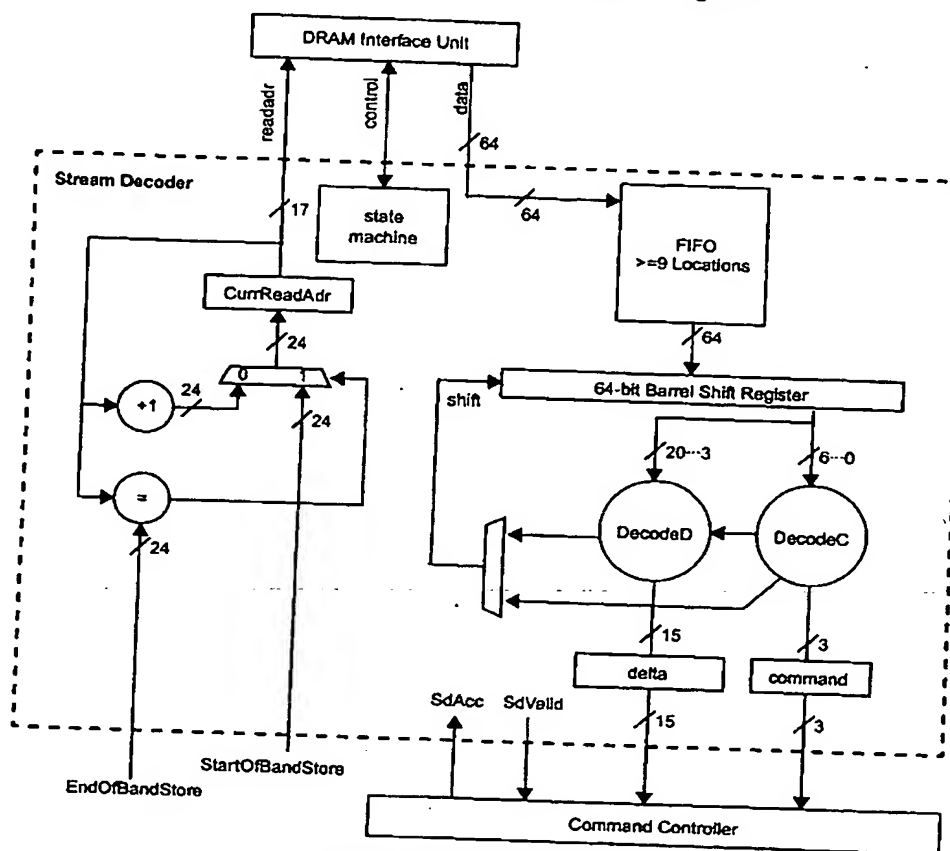 DRAM Interface Unit
readadr
control
data
64
Stream Decoder
17
state
machine
64
FIFO
>=9 Locations
CurrReadAdr
24
64
0 1
64-bit Barrel Shift Register
shift
+1
24
24
20---3
6---0
=
DecodeD
DecodeC
24
15
3
delta
command
SdAcc
SdValid
15
3
StartOfBandStore
EndOfBandStore
Command Controller